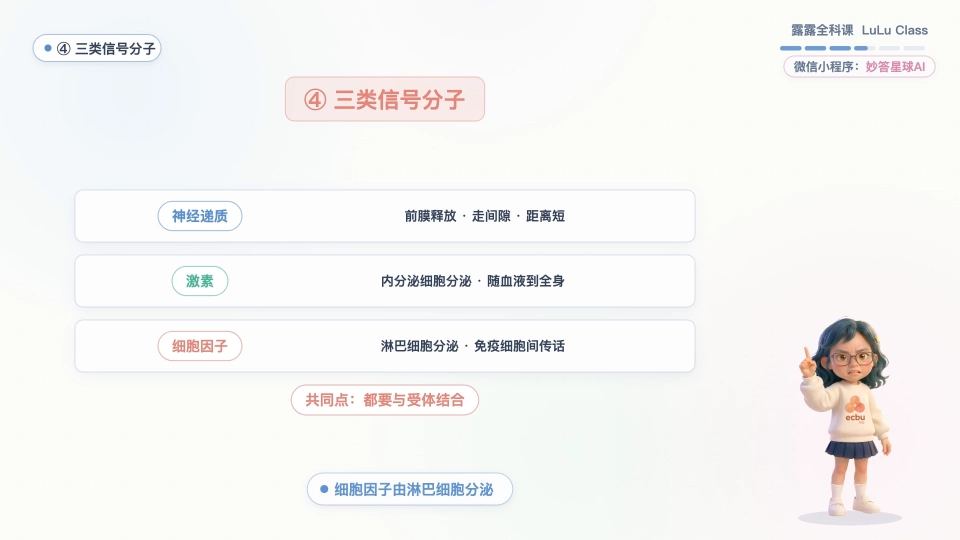 ④ 三类信号分子
露露全科课 LuLu Class
微信小程序：妙答星球AI
④ 三类信号分子
神经递质 前膜释放 · 走间隙 · 距离短
激素 内分泌细胞分泌 · 随血液到全身
细胞因子 淋巴细胞分泌 · 免疫细胞间传话
共同点：都要与受体结合
细胞因子由淋巴细胞分泌
ecbu